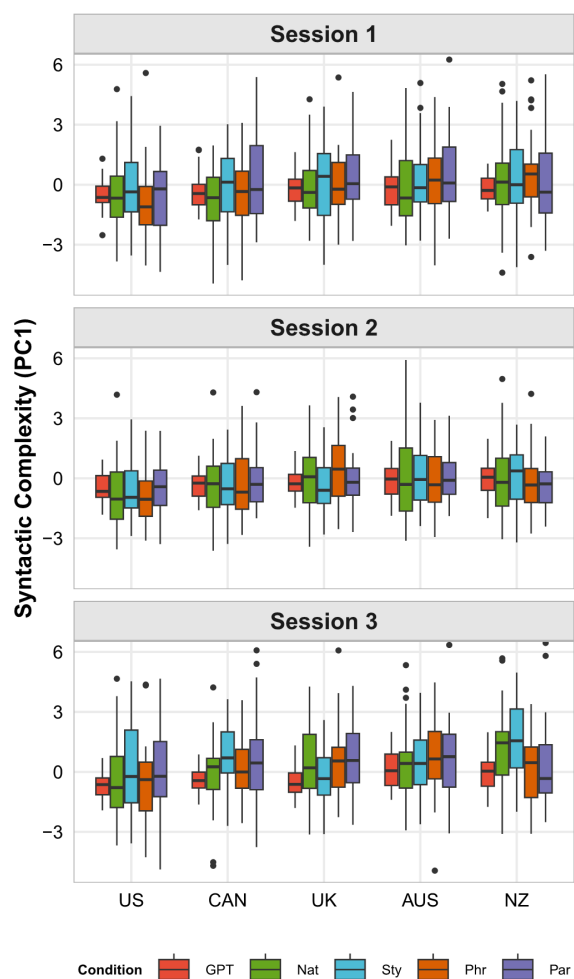 Session 1
6
3
0
−3
Session 2
6
3
0
−3
Session 3
6
3
0
−3
Syntactic Complexity (PC1)
US CAN UK AUS NZ
Condition GPT Nat Sty Phr Par